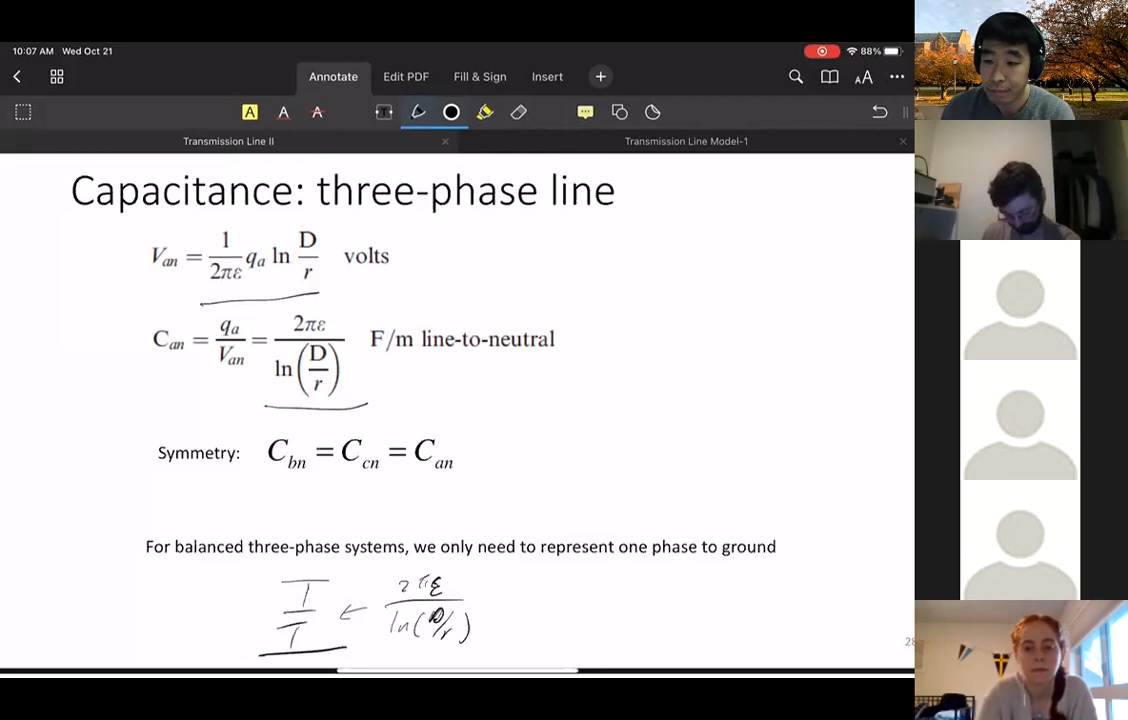 10:07 AM Wed Oct 21
88%
Annotate Edit PDF Fill & Sign Insert +
AA
A A A T
Transmission Line II × Transmission Line Model-1 ×
Capacitance: three-phase line
V_an = 1/(2πε) q_a ln D/r volts
C_an = q_a/V_an = 2πε/ln(D/r) F/m line-to-neutral
Symmetry: C_bn = C_cn = C_an
For balanced three-phase systems, we only need to represent one phase to ground
2πε/ln(D/r)
28